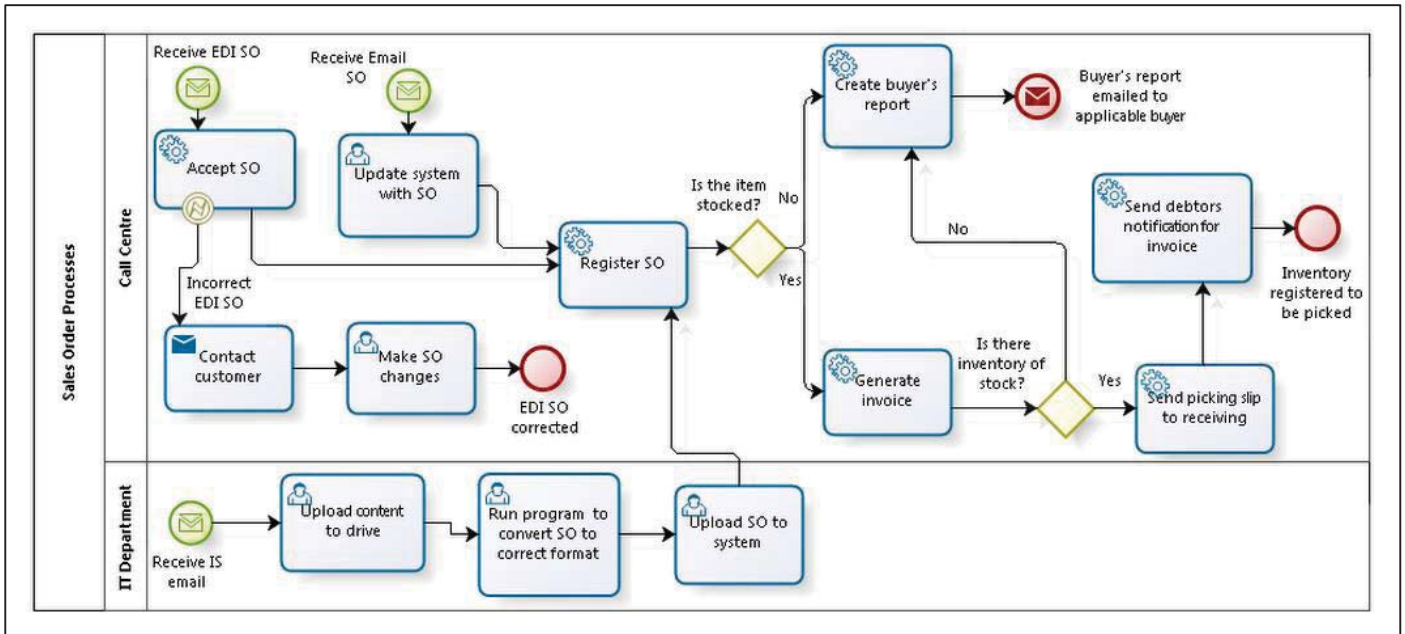 Sales Order Processes
Call Centre
Receive EDI SO
Accept SO
Incorrect
EDI SO
Contact
customer
Make SO
changes
EDI SO
corrected
Receive Email
SO
Update system
with SO
Register SO
Is the item
stocked?
No
Yes
Create buyer's
report
Buyer's report
emailed to
applicable buyer
Generate
invoice
Is there
inventory of
stock?
No
Yes
Send picking slip
to receiving
Send debtors
notification for
invoice
Inventory
registered to
be picked
IT Department
Receive IS
email
Upload content
to drive
Run program to
convert SO to
correct format
Upload SO to
system